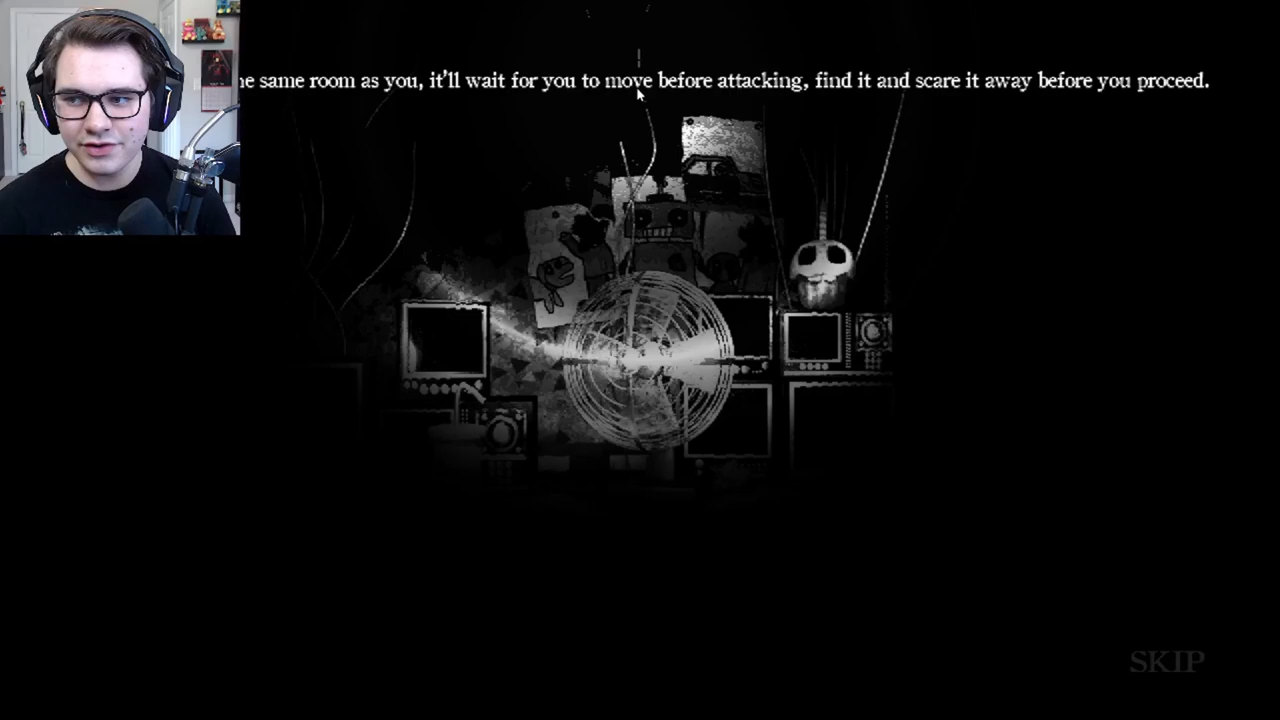 same room as you, it'll wait for you to move before attacking, find it and scare it away before you proceed.
SKIP